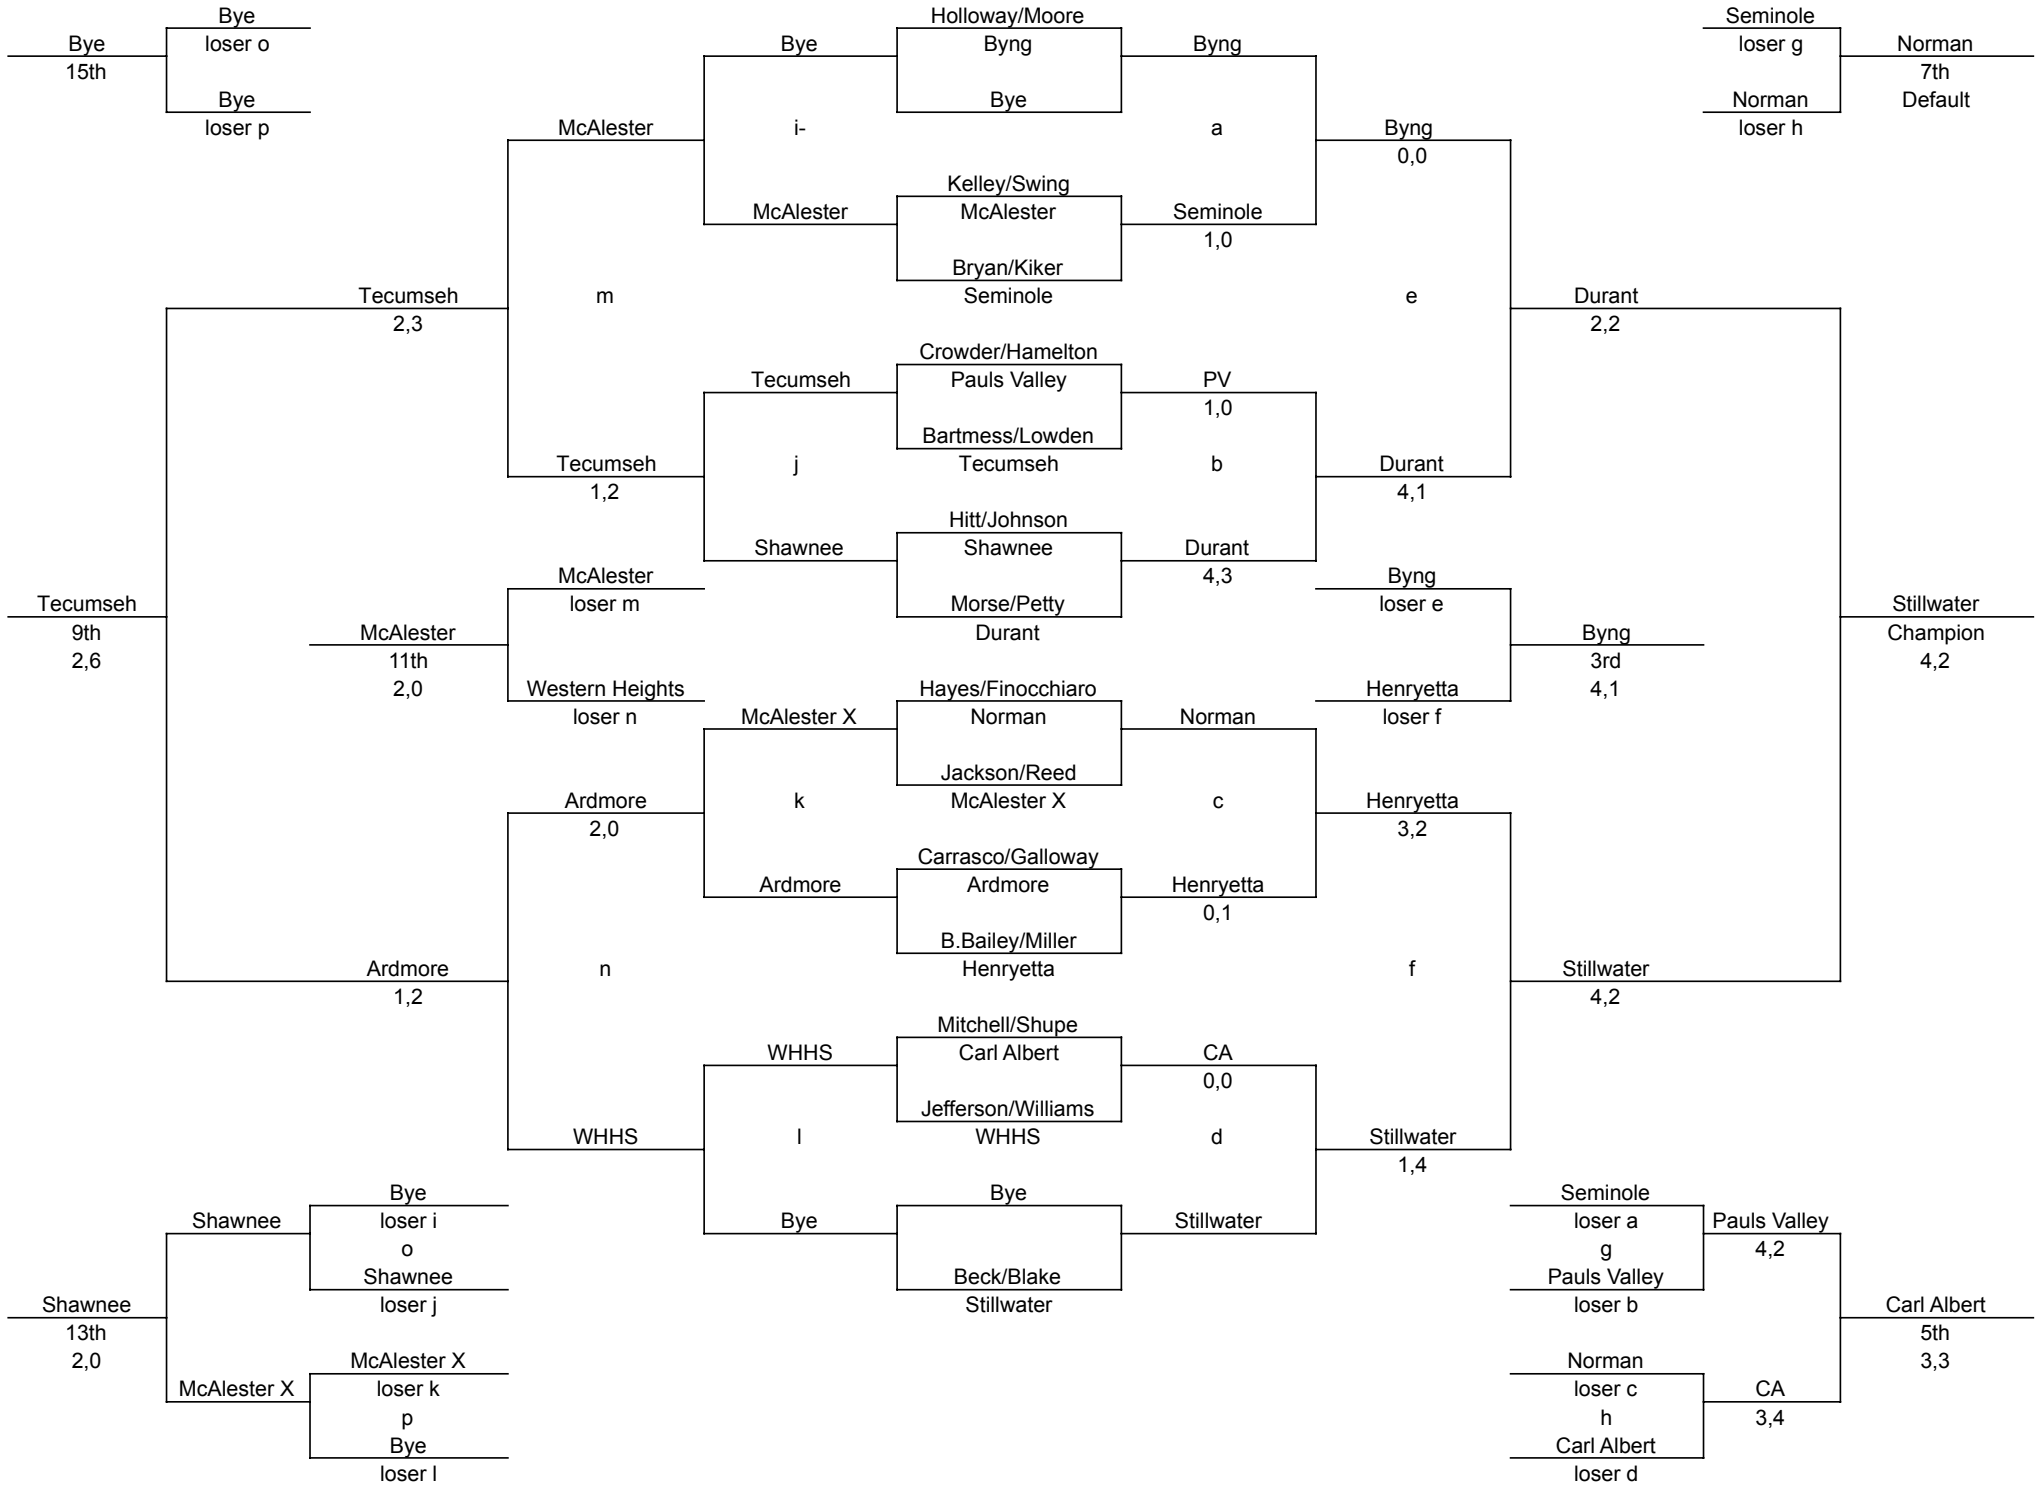 Bye
loser o
Bye
15th
Bye
loser p
Holloway/Moore
Byng
Bye
Bye
Byng
i-
a
McAlester
Byng
0,0
Kelley/Swing
McAlester
McAlester
Seminole
1,0
Bryan/Kiker
Seminole
Seminole
loser g
Norman
7th
Default
Norman
loser h
Tecumseh
2,3
m
e
Durant
2,2
Crowder/Hamelton
Pauls Valley
Tecumseh
PV
1,0
Bartmess/Lowden
Tecumseh
j
b
Tecumseh
1,2
Durant
4,1
Hitt/Johnson
Shawnee
Shawnee
Durant
4,3
Morse/Petty
Durant
McAlester
loser m
McAlester
11th
2,0
Western Heights
loser n
Tecumseh
9th
2,6
Byng
loser e
Byng
3rd
4,1
Henryetta
loser f
Stillwater
Champion
4,2
Hayes/Finocchiaro
Norman
McAlester X
Norman
Jackson/Reed
McAlester X
k
c
Ardmore
2,0
Henryetta
3,2
Carrasco/Galloway
Ardmore
Ardmore
Henryetta
0,1
B.Bailey/Miller
Henryetta
Ardmore
1,2
n
f
Stillwater
4,2
Mitchell/Shupe
Carl Albert
WHHS
CA
0,0
Jefferson/Williams
WHHS
l
d
WHHS
Stillwater
1,4
Bye
Bye
Stillwater
Beck/Blake
Stillwater
Bye
loser i
Shawnee
o
Shawnee
loser j
Shawnee
13th
2,0
McAlester X
loser k
McAlester X
p
Bye
loser l
Seminole
loser a
Pauls Valley
4,2
g
Pauls Valley
loser b
Carl Albert
5th
3,3
Norman
loser c
CA
3,4
h
Carl Albert
loser d